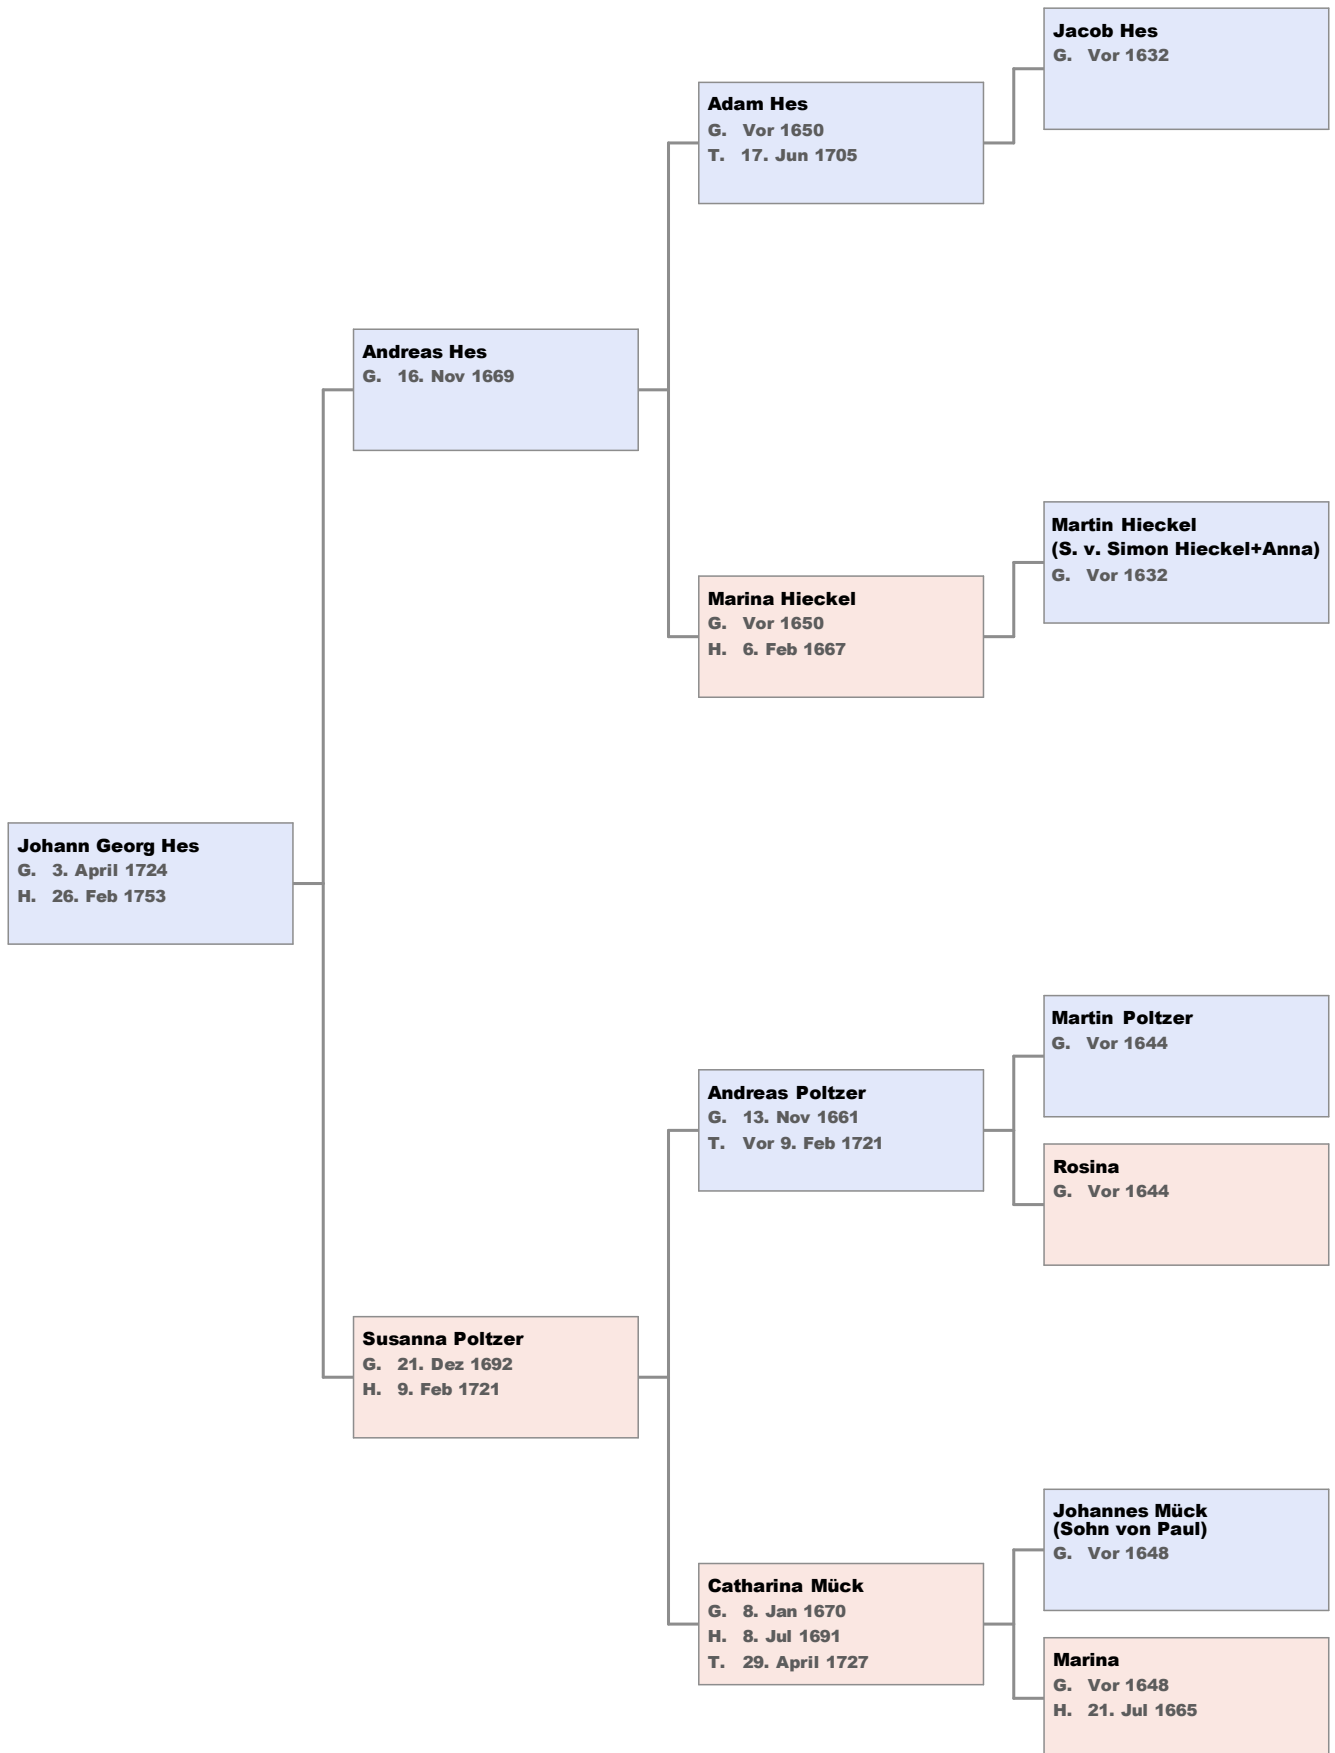 Jacob Hes
G. Vor 1632
Adam Hes
G. Vor 1650
T. 17. Jun 1705
Andreas Hes
G. 16. Nov 1669
Martin Hieckel
(S. v. Simon Hieckel+Anna)
G. Vor 1632
Marina Hieckel
G. Vor 1650
H. 6. Feb 1667
Johann Georg Hes
G. 3. April 1724
H. 26. Feb 1753
Martin Poltzer
G. Vor 1644
Andreas Poltzer
G. 13. Nov 1661
T. Vor 9. Feb 1721
Rosina
G. Vor 1644
Susanna Poltzer
G. 21. Dez 1692
H. 9. Feb 1721
Johannes Mück
(Sohn von Paul)
G. Vor 1648
Catharina Mück
G. 8. Jan 1670
H. 8. Jul 1691
T. 29. April 1727
Marina
G. Vor 1648
H. 21. Jul 1665